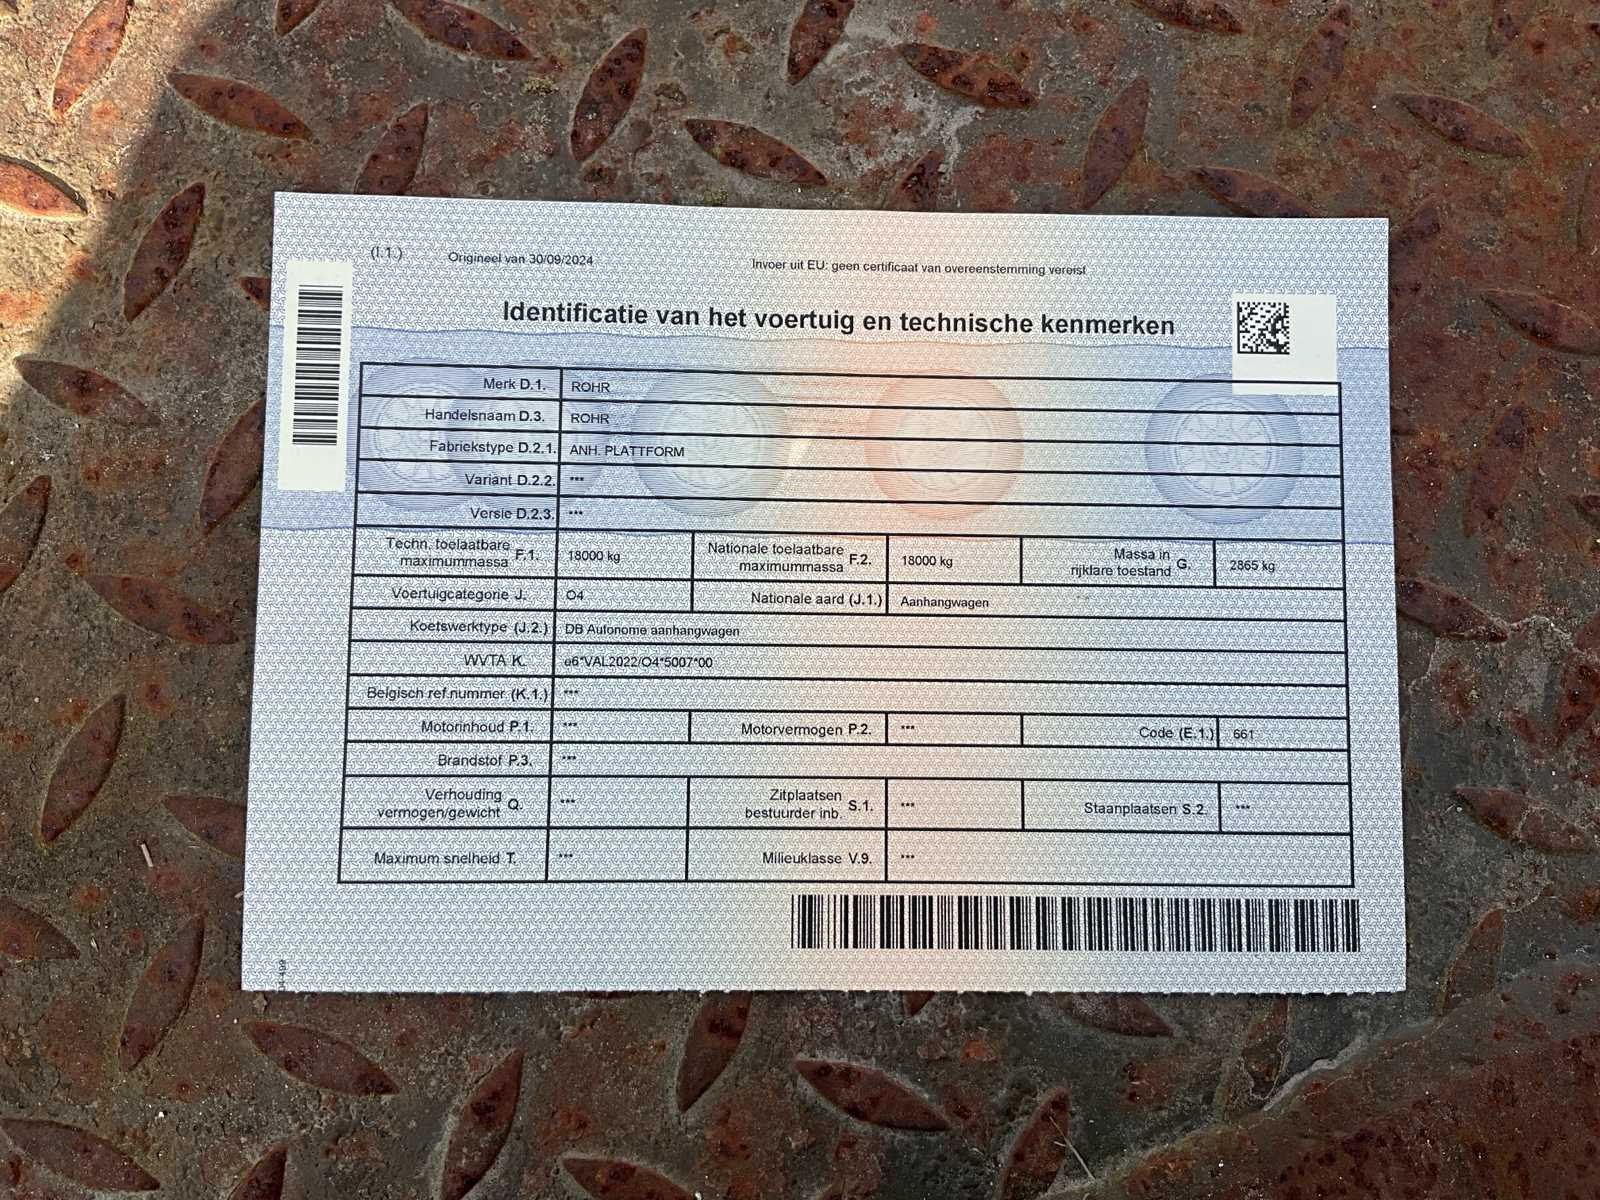 (I.1.) Origineel van 30/09/2024 Invoer uit EU: geen certificaat van overeenstemming vereist
Identificatie van het voertuig en technische kenmerken
Merk D.1. ROHR
Handelsnaam D.3. ROHR
Fabriekstype D.2.1. ANH. PLATTFORM
Variant D.2.2. ***
Versie D.2.3. ***
Techn. toelaatbare maximummassa F.1. 18000 kg Nationale toelaatbare maximummassa F.2. 18000 kg Massa in rijklare toestand G. 2865 kg
Voertuigcategorie J. O4 Nationale aard (J.1.) Aanhangwagen
Koetswerktype (J.2.) DB Autonome aanhangwagen
WVTA K. e6*VAL2022/O4*5007*00
Belgisch ref.nummer (K.1.) ***
Motorinhoud P.1. *** Motorvermogen P.2. *** Code (E.1.) 661
Brandstof P.3. ***
Verhouding vermogen/gewicht Q. *** Zitplaatsen bestuurder inb. S.1. *** Staanplaatsen S.2. ***
Maximum snelheid T. *** Milieuklasse V.9. ***